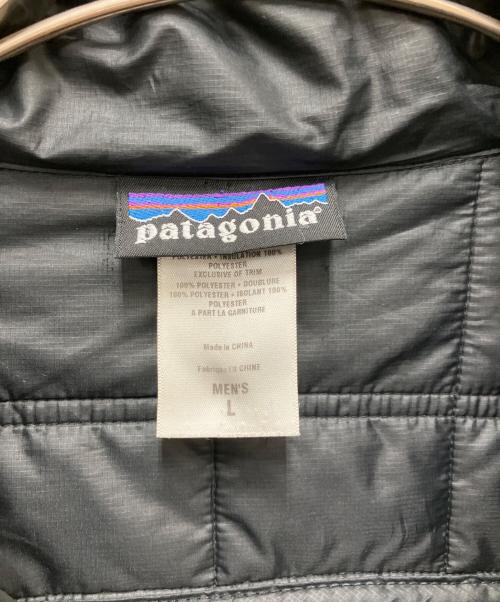 patagonia
POLYESTER • INSULATION 100%
POLYESTER
EXCLUSIVE OF TRIM
100% POLYESTER • DOUBLURE
100% POLYESTER • ISOLANT 100%
POLYESTER
A PART LA GARNITURE
Made in CHINA
Fabriqué EN CHINE
MEN'S
L